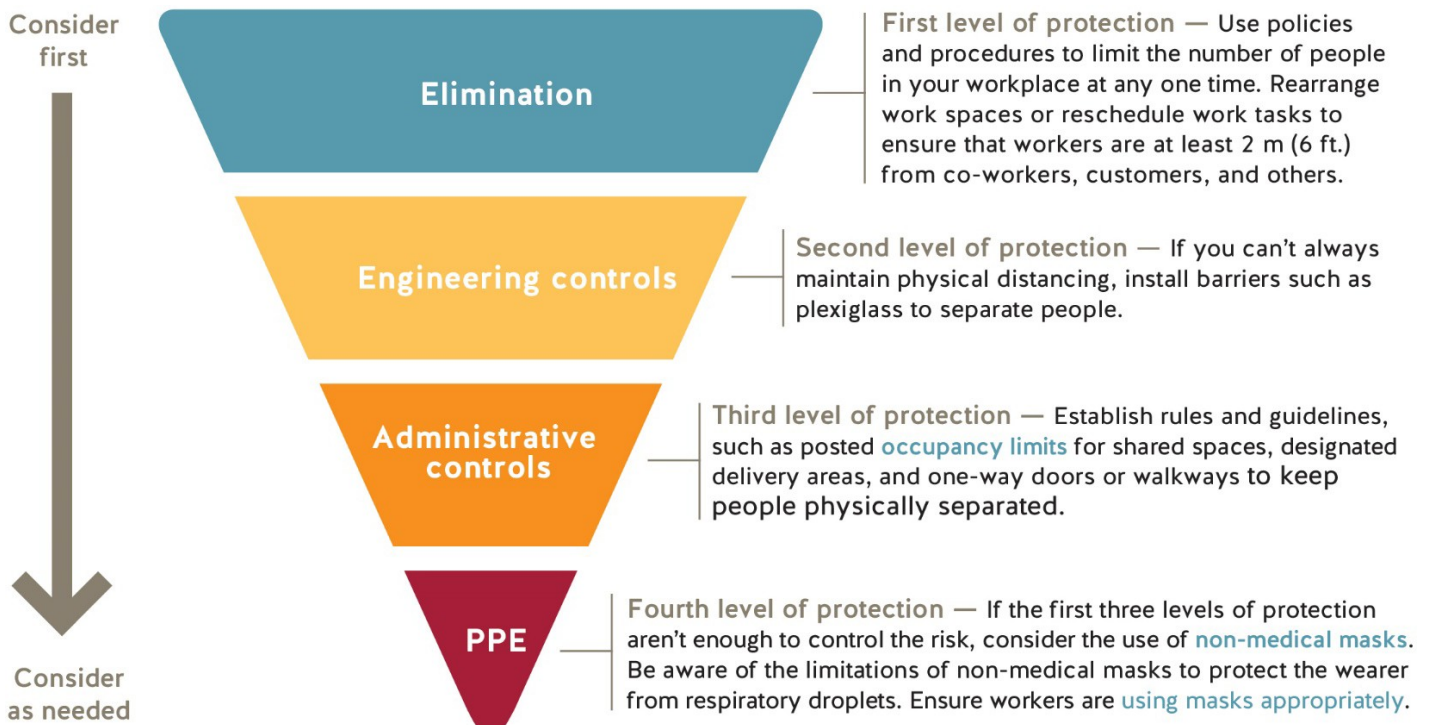 Consider
first
Elimination
First level of protection — Use policies
and procedures to limit the number of people
in your workplace at any one time. Rearrange
work spaces or reschedule work tasks to
ensure that workers are at least 2 m (6 ft.)
from co-workers, customers, and others.
Engineering controls
Second level of protection — If you can’t always
maintain physical distancing, install barriers such as
plexiglass to separate people.
Administrative
controls
Third level of protection — Establish rules and guidelines,
such as posted occupancy limits for shared spaces, designated
delivery areas, and one-way doors or walkways to keep
people physically separated.
PPE
Fourth level of protection — If the first three levels of protection
aren’t enough to control the risk, consider the use of non-medical masks.
Be aware of the limitations of non-medical masks to protect the wearer
from respiratory droplets. Ensure workers are using masks appropriately.
Consider
as needed